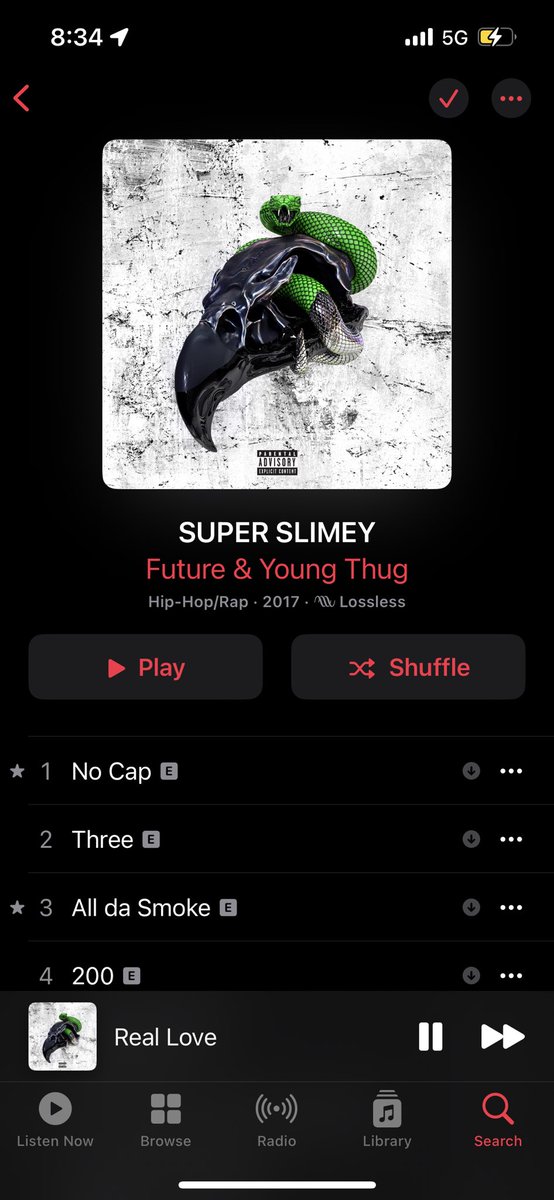 8:34
5G
PARENTAL
ADVISORY
EXPLICIT CONTENT
SUPER SLIMEY
Future & Young Thug
Hip-Hop/Rap · 2017 · Lossless
Play
Shuffle
1 No Cap E
2 Three E
3 All da Smoke E
4 200 E
Real Love
Listen Now
Browse
Radio
Library
Search